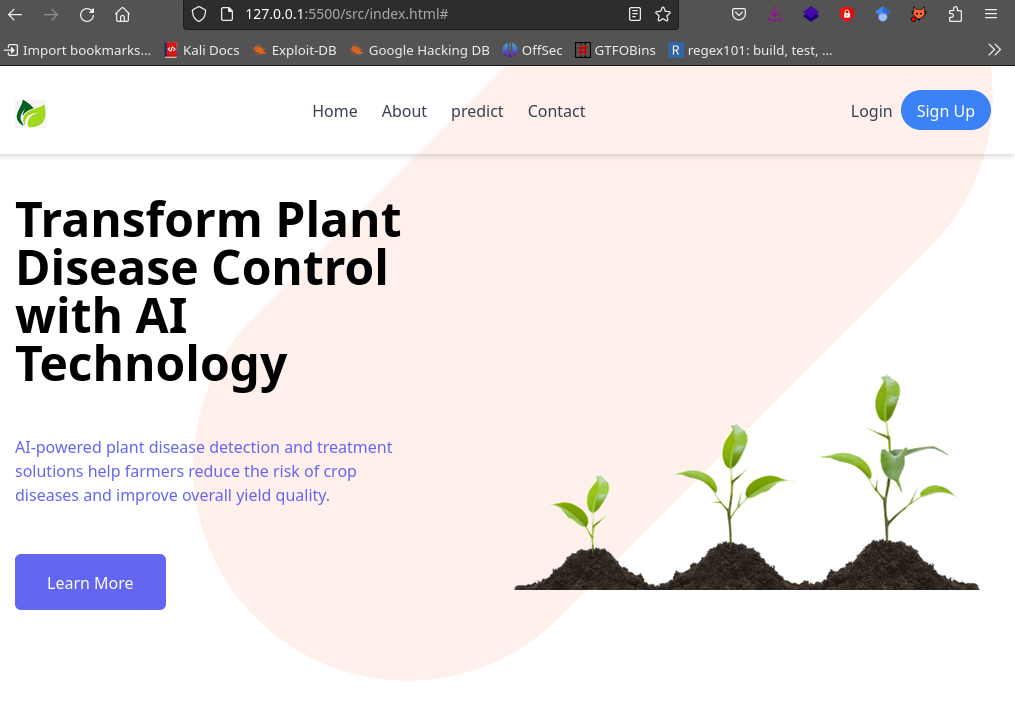 127.0.0.1:5500/src/index.html#
Import bookmarks... Kali Docs Exploit-DB Google Hacking DB OffSec GTFOBins R regex101: build, test, ...
Home About predict Contact Login Sign Up
Transform Plant
Disease Control
with AI
Technology
AI-powered plant disease detection and treatment
solutions help farmers reduce the risk of crop
diseases and improve overall yield quality.
Learn More